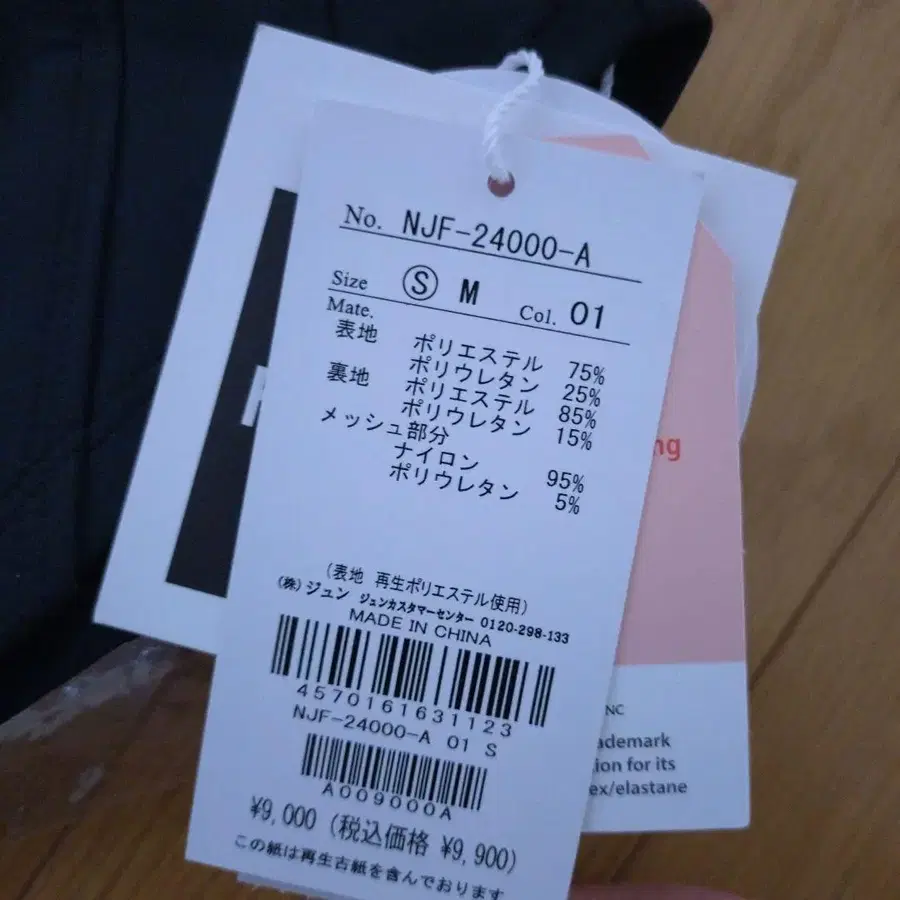 No. NJF-24000-A
Size Ⓢ M Col. 01
Mate.
表地 ポリエステル 75%
ポリウレタン 25%
裏地 ポリエステル 85%
ポリウレタン 15%
メッシュ部分
ナイロン 95%
ポリウレタン 5%
(表地 再生ポリエステル使用)
(株)ジュン ジュンカスタマーセンター 0120-298-133
MADE IN CHINA
4570161631123
NJF-24000-A 01 S
A009000A
¥9,000 (税込価格 ¥9,900)
この紙は再生古紙を含んでおります
ng
NC
ademark
ion for its
ex/elastane